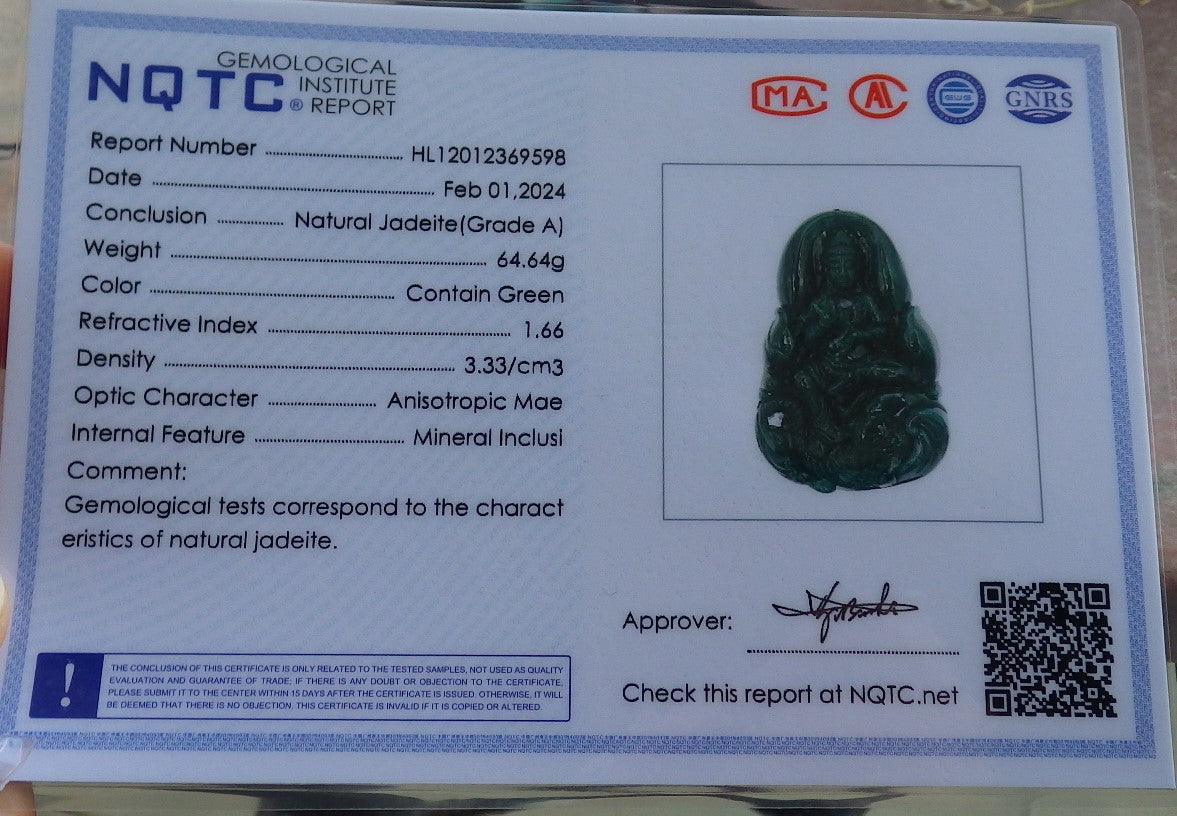 NQTC® GEMOLOGICAL
INSTITUTE
REPORT
MA AL GWS GNRS
Report Number HL12012369598
Date Feb 01,2024
Conclusion Natural Jadeite(Grade A)
Weight 64.64g
Color Contain Green
Refractive Index 1.66
Density 3.33/cm3
Optic Character Anisotropic Mae
Internal Feature Mineral Inclusi
Comment:
Gemological tests correspond to the charact
eristics of natural jadeite.
Approver:
Check this report at NQTC.net
! THE CONCLUSION OF THIS CERTIFICATE IS ONLY RELATED TO THE TESTED SAMPLES, NOT USED AS QUALITY
EVALUATION AND GUARANTEE OF TRADE; IF THERE IS ANY DOUBT OR OBJECTION TO THE CERTIFICATE,
PLEASE SUBMIT IT TO THE CENTER WITHIN 15 DAYS AFTER THE CERTIFICATE IS ISSUED. OTHERWISE, IT WILL
BE DEEMED THAT THERE IS NO OBJECTION. THIS CERTIFICATE IS INVALID IF IT IS COPIED OR ALTERED.